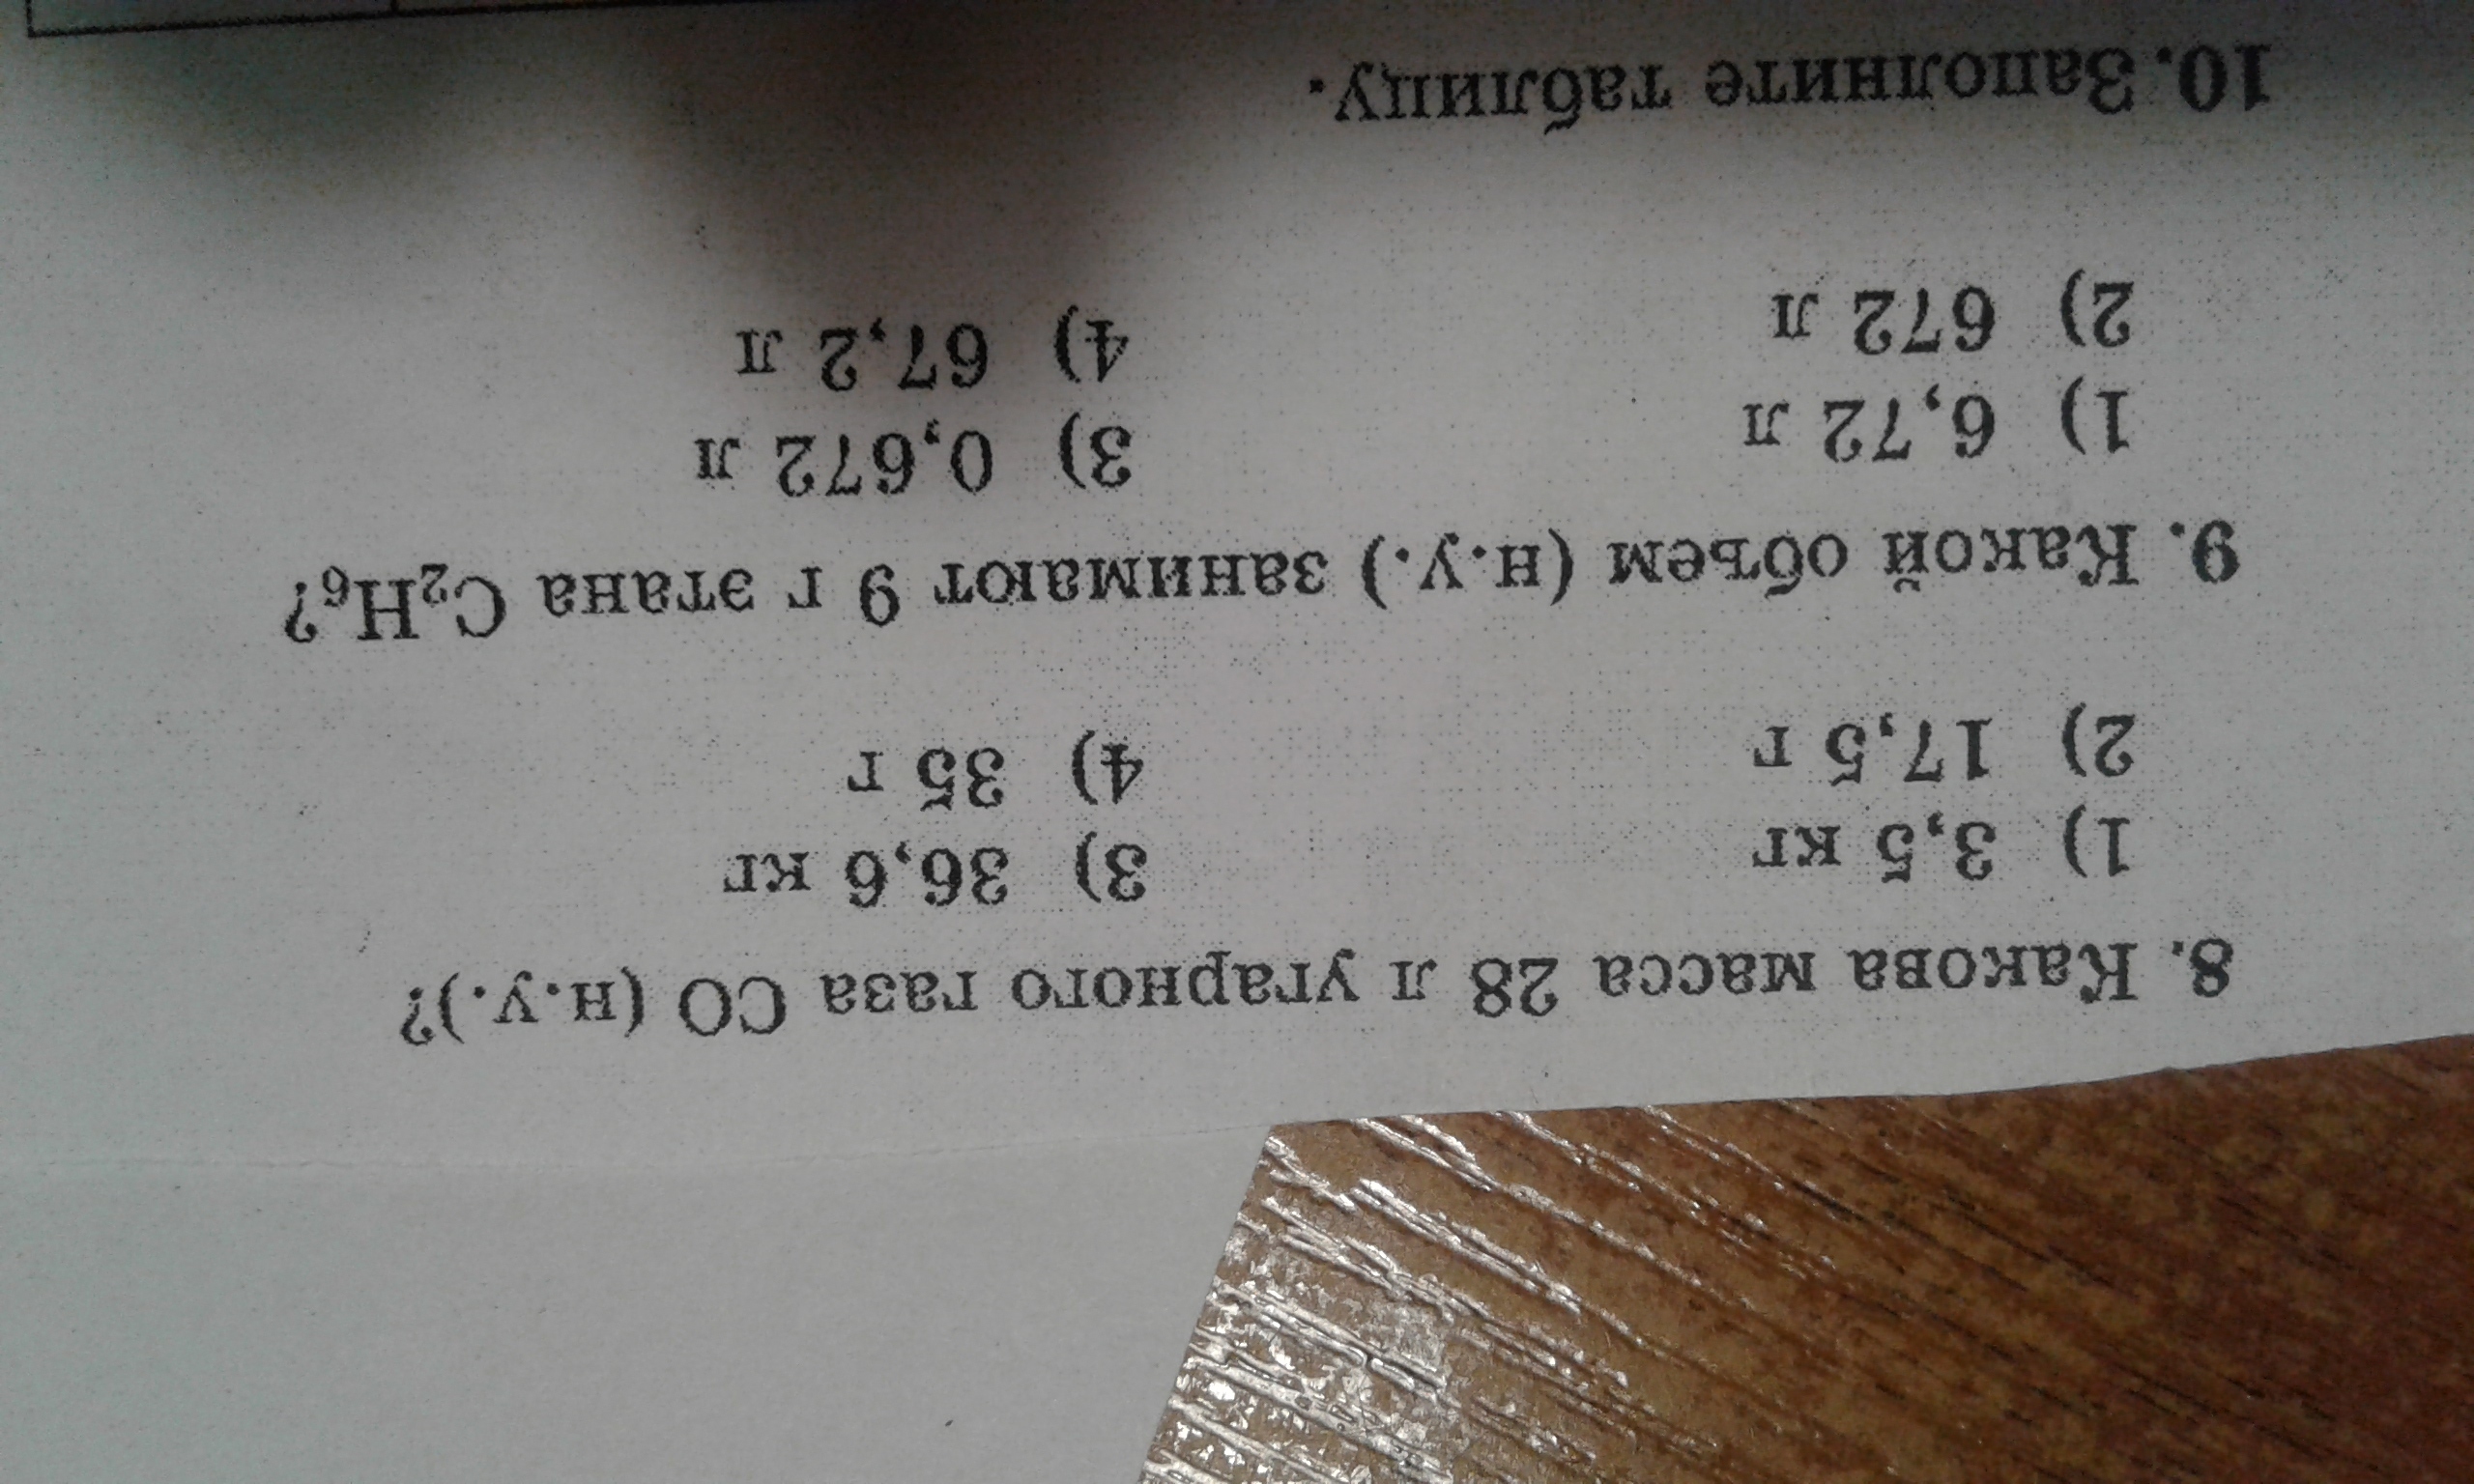 8. Какова масса 28 л угарного газа CO (н.у.)?
1) 3,5 кг 3) 36,6 кг
2) 17,5 г 4) 35 г
9. Какой объем (н.у.) занимают 9 г этана C₂H₆?
1) 6,72 л 3) 0,672 л
2) 672 л 4) 67,2 л
10. Заполните таблицу.